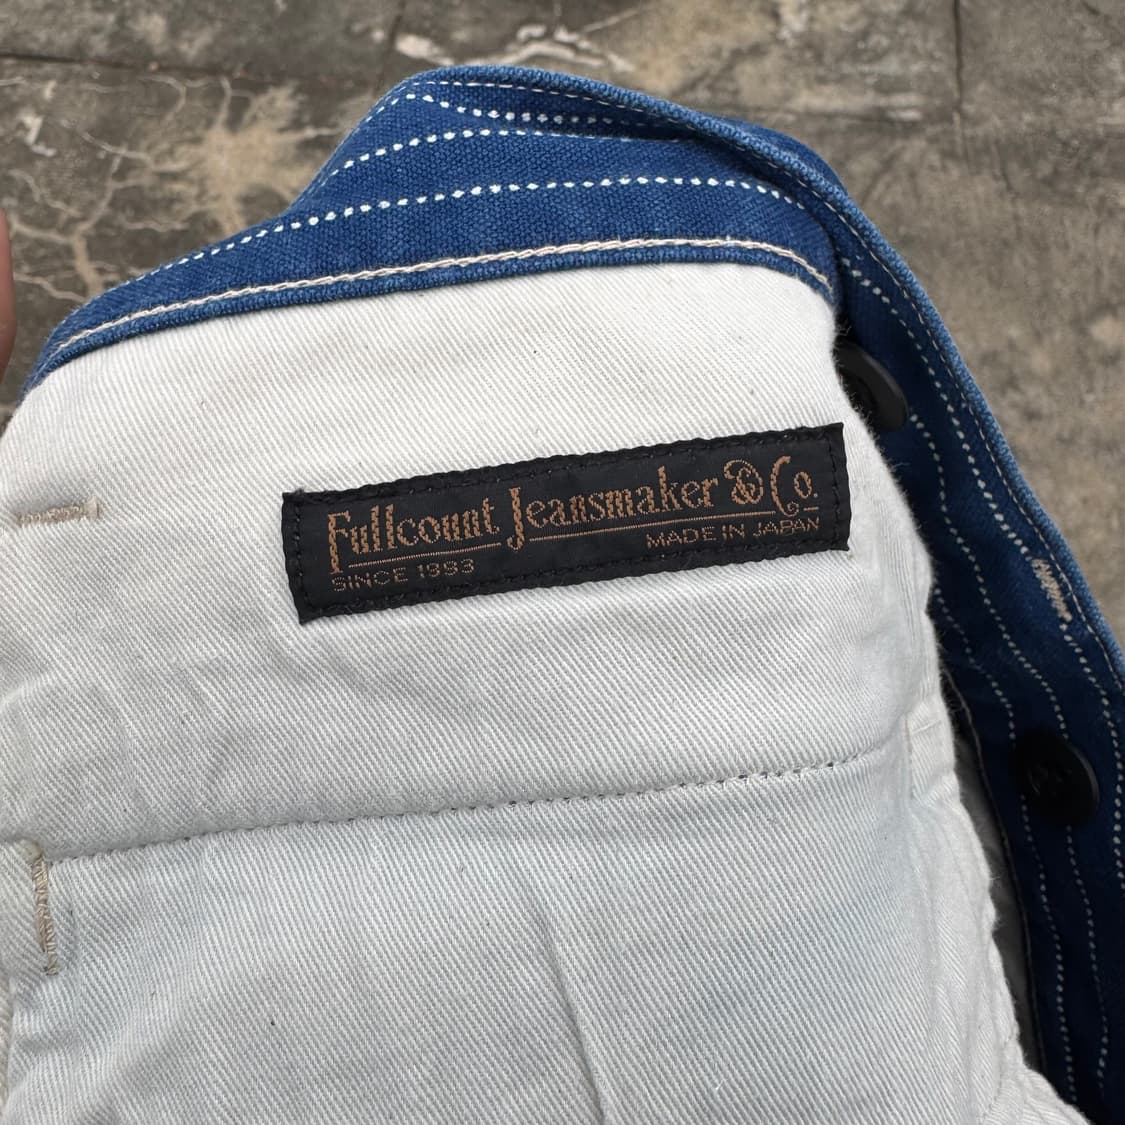 Fullcount Jeansmaker & Co.
SINCE 1993 MADE IN JAPAN